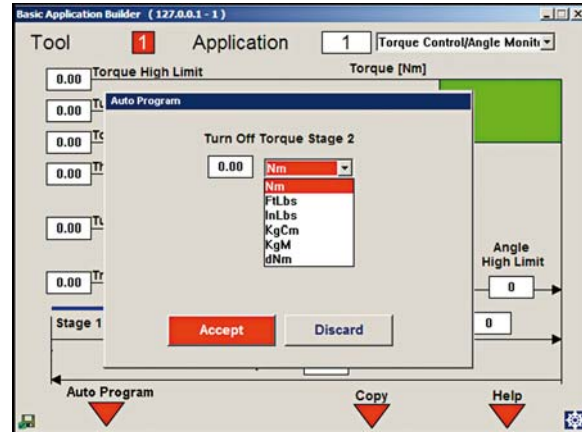 Basic Application Builder ( 127.0.0.1 - 1 )
Tool 1 Application 1 Torque Control/Angle Monit
0.00 Torque High Limit Torque [Nm]
0.00 Tu
Auto Program
0.00
0.00 Th
0.00 Tu
0.00
Turn Off Torque Stage 2
0.00 Nm
Nm
FtLbs
InLbs
KgCm
KgM
dNm
Angle
High Limit
0
Stage 1
0
Accept Discard
Auto Program Copy Help